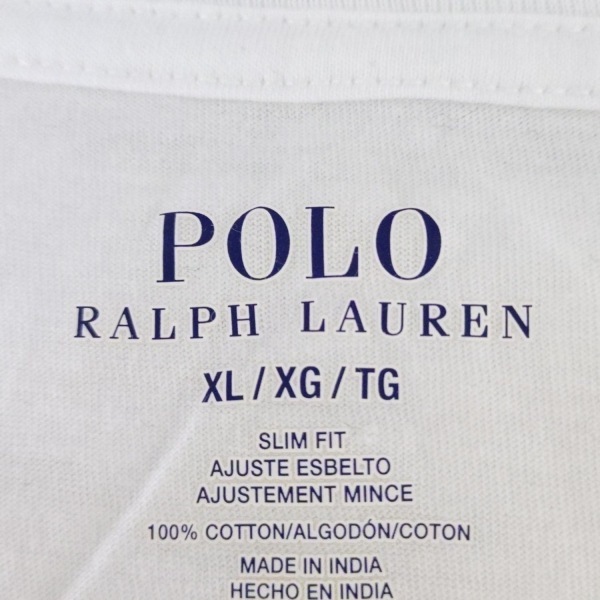 POLO
RALPH LAUREN
XL / XG / TG
SLIM FIT
AJUSTE ESBELTO
AJUSTEMENT MINCE
100% COTTON/ALGODÓN/COTON
MADE IN INDIA
HECHO EN INDIA